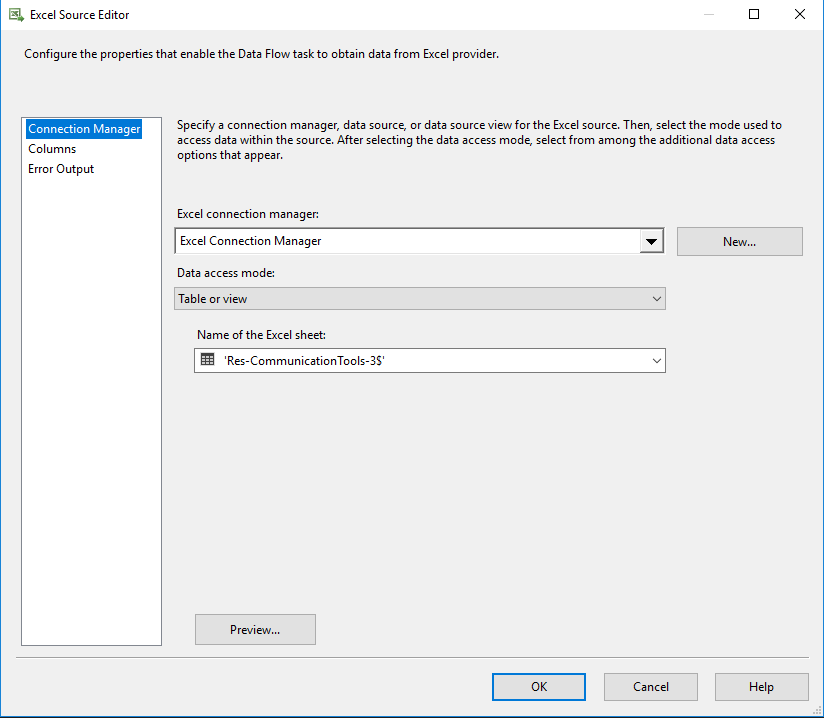 Excel Source Editor
Configure the properties that enable the Data Flow task to obtain data from Excel provider.
Connection Manager
Columns
Error Output
Specify a connection manager, data source, or data source view for the Excel source. Then, select the mode used to
access data within the source. After selecting the data access mode, select from among the additional data access
options that appear.
Excel connection manager:
Excel Connection Manager
New...
Data access mode:
Table or view
Name of the Excel sheet:
'Res-CommunicationTools-3$'
Preview...
OK
Cancel
Help